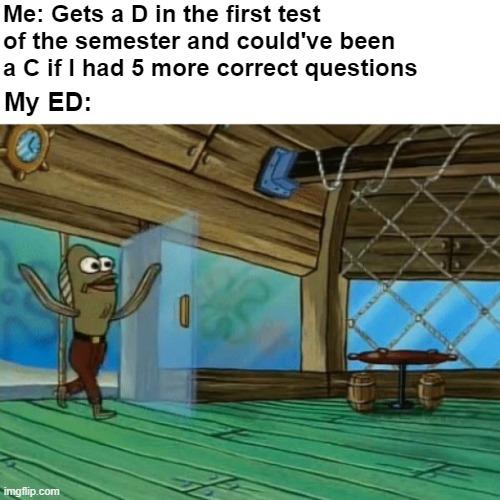 Me: Gets a D in the first test
of the semester and could've been
a C if I had 5 more correct questions
My ED:
imgflip.com